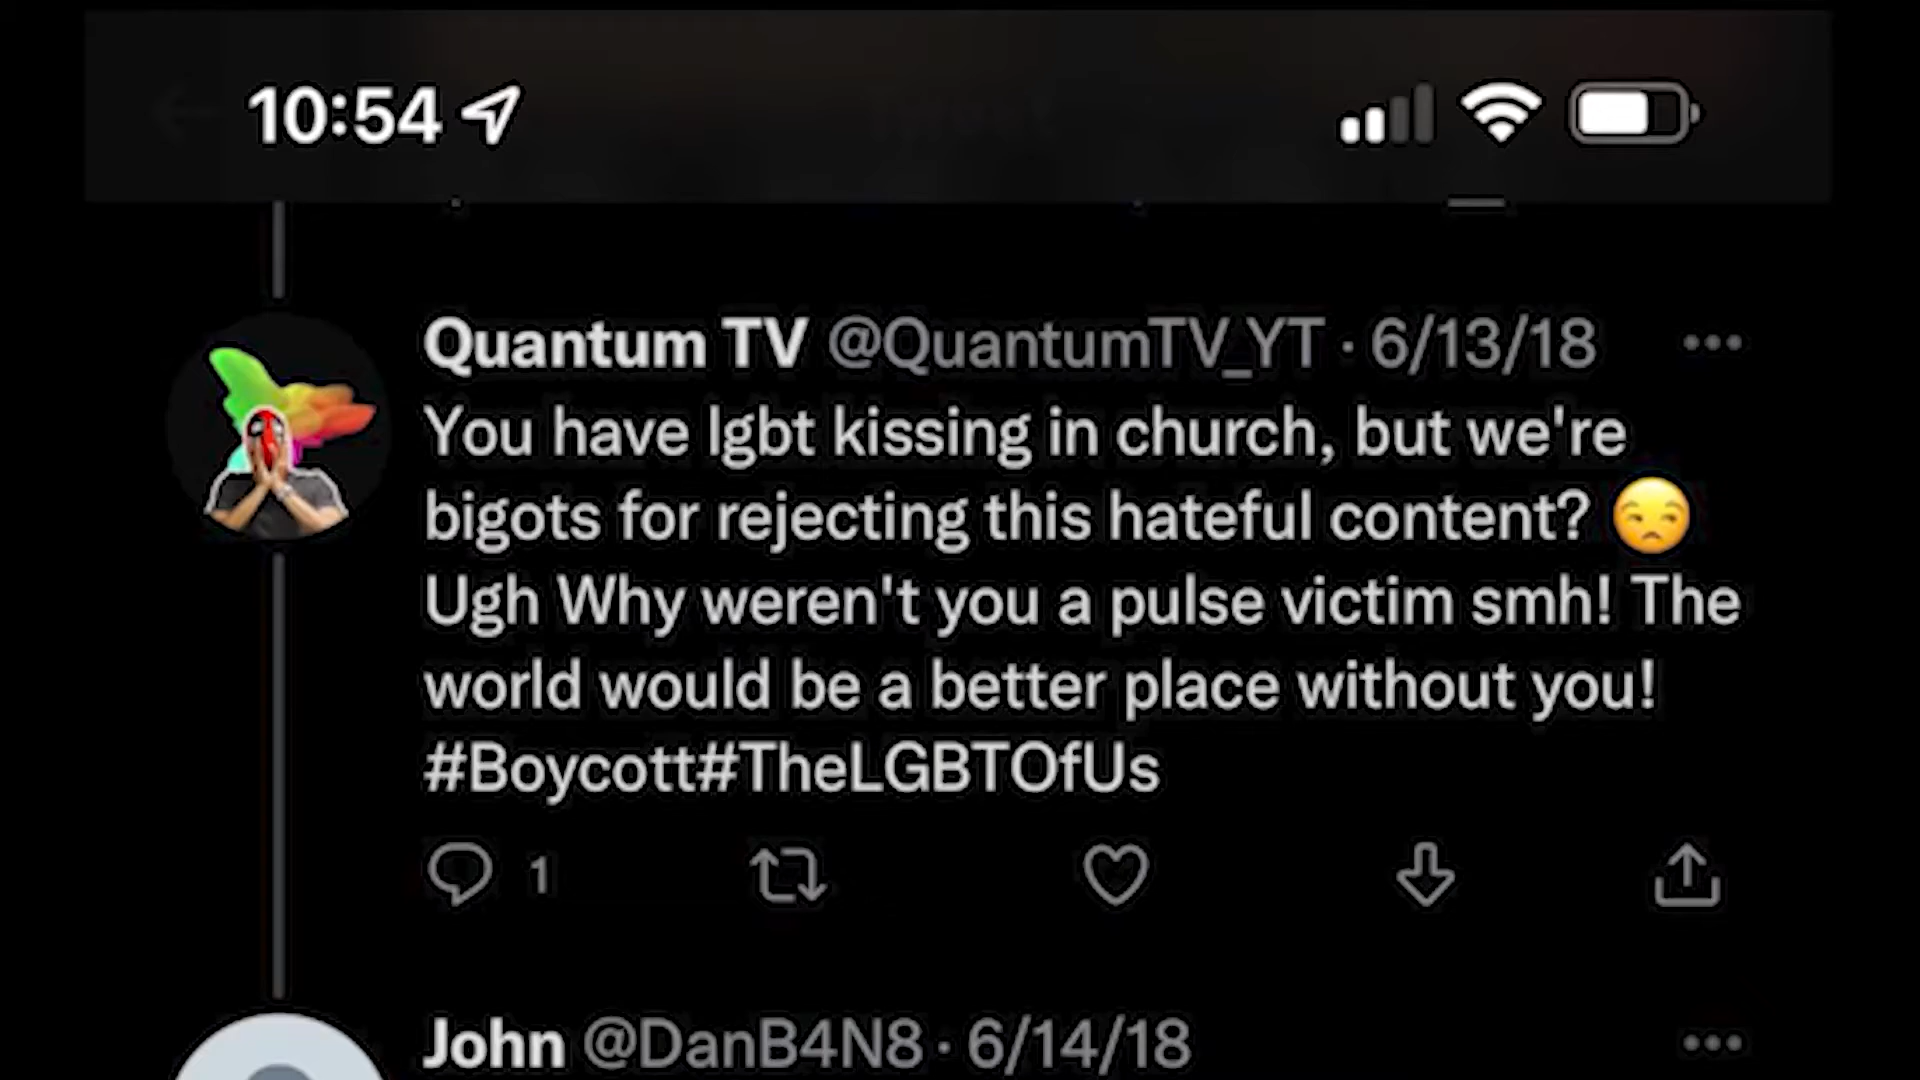 10:54
Quantum TV @QuantumTV_YT · 6/13/18
You have lgbt kissing in church, but we're
bigots for rejecting this hateful content? 😒
Ugh Why weren't you a pulse victim smh! The
world would be a better place without you!
#Boycott#TheLGBTOfUs
1
John @DanB4N8 · 6/14/18